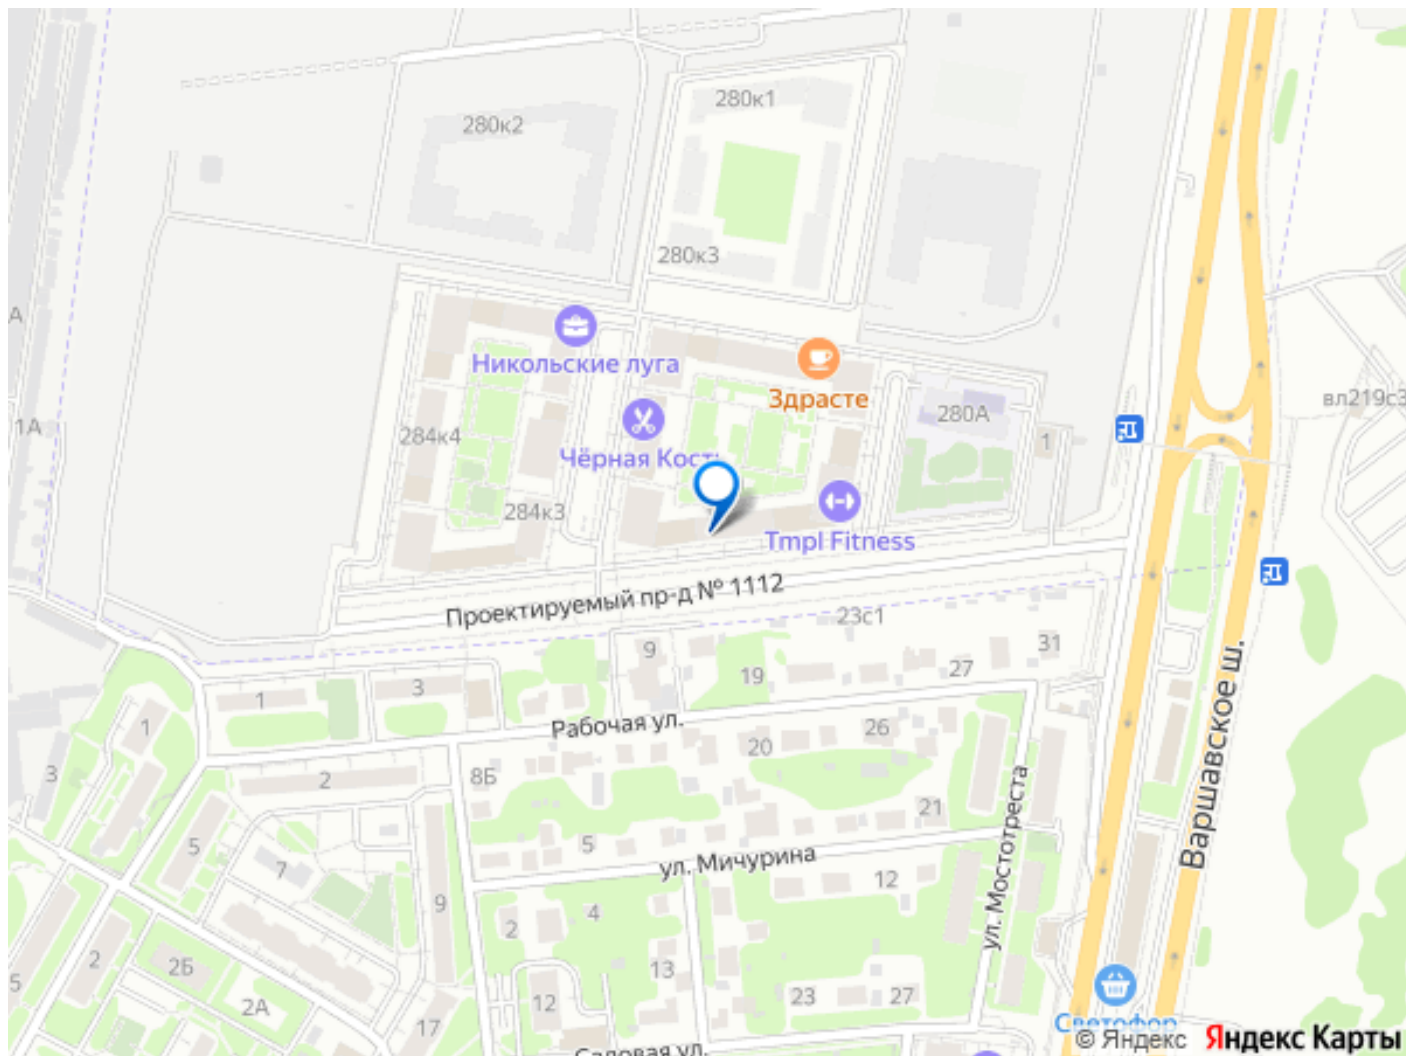 280к1
280к2
280к3
А
Никольские луга
Здрасте
вл219с3
1А
284к4
280А
1
Чёрная Кость
284к3
Tmpl Fitness
Проектируемый пр-д № 1112
23с1
9
31
27
19
1
3
1
Рабочая ул.
26
20
3
2
8Б
21
5
5
ул. Мичурина
Варшавское ш.
ул. Мостотреста
7
12
9
4
2
2
2Б
13
5
12
23
27
2А
17
Светофор
Садовая ул.
© Яндекс Яндекс Карты